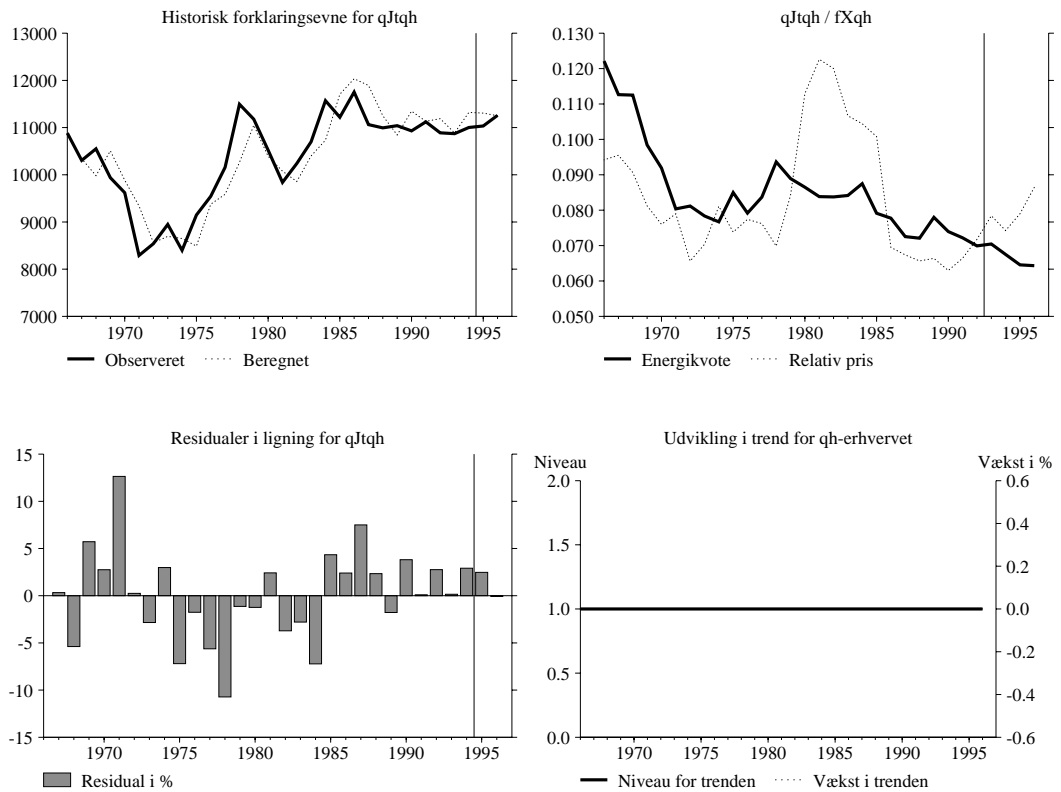 Historisk forklaringsevne for qJtqh
13000
12000
11000
10000
9000
8000
7000
1970 1975 1980 1985 1990 1995
Observeret Beregnet
qJtqh / fXqh
0.130
0.120
0.110
0.100
0.090
0.080
0.070
0.060
0.050
1970 1975 1980 1985 1990 1995
Energikvote Relativ pris
Residualer i ligning for qJtqh
15
10
5
0
-5
-10
-15
1970 1975 1980 1985 1990 1995
Residual i %
Udvikling i trend for qh-erhvervet
Niveau Vækst i %
2.0 0.6
0.4
1.5
0.2
1.0 0.0
-0.2
0.5
-0.4
0.0 -0.6
1970 1975 1980 1985 1990 1995
Niveau for trenden Vækst i trenden